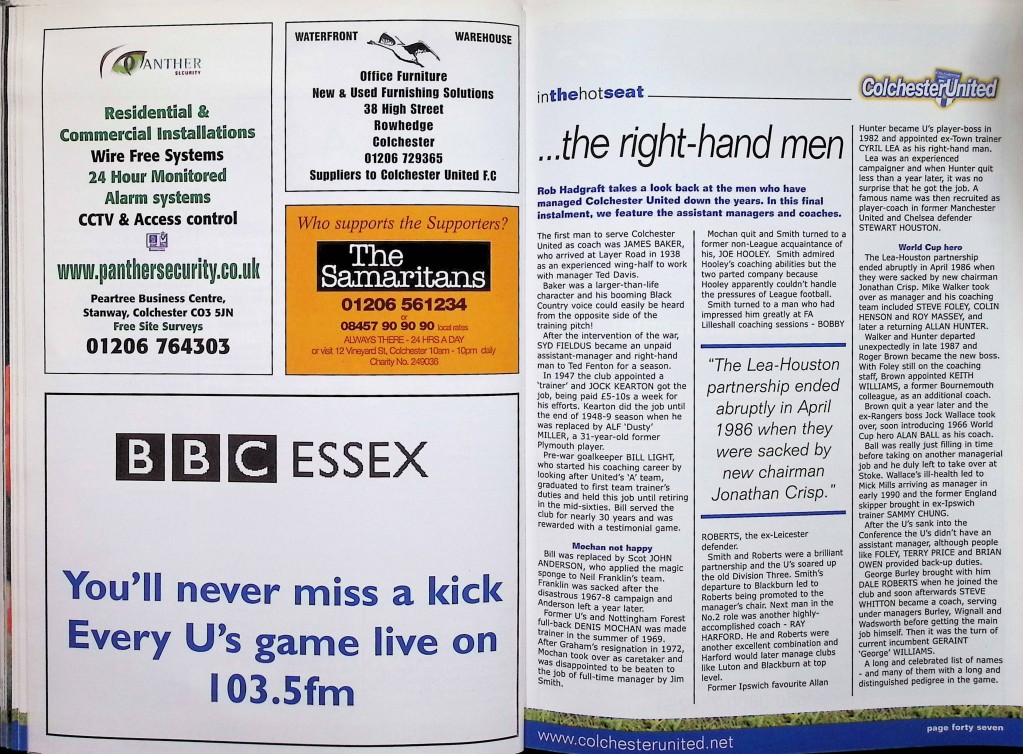 PANTHER
SECURITY
Residential &
Commercial Installations
Wire Free Systems
24 Hour Monitored
Alarm systems
CCTV & Access control
www.panthersecurity.co.uk
Peartree Business Centre,
Stanway, Colchester CO3 5JN
Free Site Surveys
01206 764303
WATERFRONT WAREHOUSE
Office Furniture
New & Used Furnishing Solutions
38 High Street
Rowhedge
Colchester
01206 729365
Suppliers to Colchester United F.C
Who supports the Supporters?
The
Samaritans
01206 561234
or
08457 90 90 90 local rates
ALWAYS THERE - 24 HRS A DAY
or visit 12 Vineyard St, Colchester 10am - 10pm daily
Charity No. 249036
BBC ESSEX
You'll never miss a kick
Every U's game live on
103.5fm
inthehotseat
ColchesterUnited
...the right-hand men
Rob Hadgraft takes a look back at the men who have
managed Colchester United down the years. In this final
instalment, we feature the assistant managers and coaches.
The first man to serve Colchester
United as coach was JAMES BAKER,
who arrived at Layer Road in 1938
as an experienced wing-half to work
with manager Ted Davis.
Baker was a larger-than-life
character and his booming Black
Country voice could easily be heard
from the opposite side of the
training pitch!
After the intervention of the war,
SYD FIELDUS became an unpaid
assistant-manager and right-hand
man to Ted Fenton for a season.
In 1947 the club appointed a
'trainer' and JOCK KEARTON got the
job, being paid £5-10s a week for
his efforts. Kearton did the job until
the end of 1948-9 season when he
was replaced by ALF 'Dusty'
MILLER, a 31-year-old former
Plymouth player.
Pre-war goalkeeper BILL LIGHT,
who started his coaching career by
looking after United's 'A' team,
graduated to first team trainer's
duties and held this job until retiring
in the mid-sixties. Bill served the
club for nearly 30 years and was
rewarded with a testimonial game.
Mochan not happy
Bill was replaced by Scot JOHN
ANDERSON, who applied the magic
sponge to Neil Franklin's team.
Franklin was sacked after the
disastrous 1967-8 campaign and
Anderson left a year later.
Former U's and Nottingham Forest
full-back DENIS MOCHAN was made
trainer in the summer of 1969.
After Graham's resignation in 1972,
Mochan took over as caretaker and
was disappointed to be beaten to
the job of full-time manager by Jim
Smith.
Mochan quit and Smith turned to a
former non-League acquaintance of
his, JOE HOOLEY. Smith admired
Hooley's coaching abilities but the
two parted company because
Hooley apparently couldn't handle
the pressures of League football.
Smith turned to a man who had
impressed him greatly at FA
Lilleshall coaching sessions - BOBBY
"The Lea-Houston
partnership ended
abruptly in April
1986 when they
were sacked by
new chairman
Jonathan Crisp."
ROBERTS, the ex-Leicester
defender.
Smith and Roberts were a brilliant
partnership and the U's soared up
the old Division Three. Smith's
departure to Blackburn led to
Roberts being promoted to the
manager's chair. Next man in the
No.2 role was another highly-
accomplished coach - RAY
HARFORD. He and Roberts were
another excellent combination and
Harford would later manage clubs
like Luton and Blackburn at top
level.
Former Ipswich favourite Allan
Hunter became U's player-boss in
1982 and appointed ex-Town trainer
CYRIL LEA as his right-hand man.
Lea was an experienced
campaigner and when Hunter quit
less than a year later, it was no
surprise that he got the job. A
famous name was then recruited as
player-coach in former Manchester
United and Chelsea defender
STEWART HOUSTON.
World Cup hero
The Lea-Houston partnership
ended abruptly in April 1986 when
they were sacked by new chairman
Jonathan Crisp. Mike Walker took
over as manager and his coaching
team included STEVE FOLEY, COLIN
HENSON and ROY MASSEY, and
later a returning ALLAN HUNTER.
Walker and Hunter departed
unexpectedly in late 1987 and
Roger Brown became the new boss.
With Foley still on the coaching
staff, Brown appointed KEITH
WILLIAMS, a former Bournemouth
colleague, as an additional coach.
Brown quit a year later and the
ex-Rangers boss Jock Wallace took
over, soon introducing 1966 World
Cup hero ALAN BALL as his coach.
Ball was really just filling in time
before taking on another managerial
job and he duly left to take over at
Stoke. Wallace's ill-health led to
Mick Mills arriving as manager in
early 1990 and the former England
skipper brought in ex-Ipswich
trainer SAMMY CHUNG.
After the U's sank into the
Conference the U's didn't have an
assistant manager, although people
like FOLEY, TERRY PRICE and BRIAN
OWEN provided back-up duties.
George Burley brought with him
DALE ROBERTS when he joined the
club and soon afterwards STEVE
WHITTON became a coach, serving
under managers Burley, Wignall and
Wadsworth before getting the main
job himself. Then it was the turn of
current incumbent GERAINT
'George' WILLIAMS.
A long and celebrated list of names
- and many of them with a long and
distinguished pedigree in the game.
www.colchesterunited.net
page forty seven